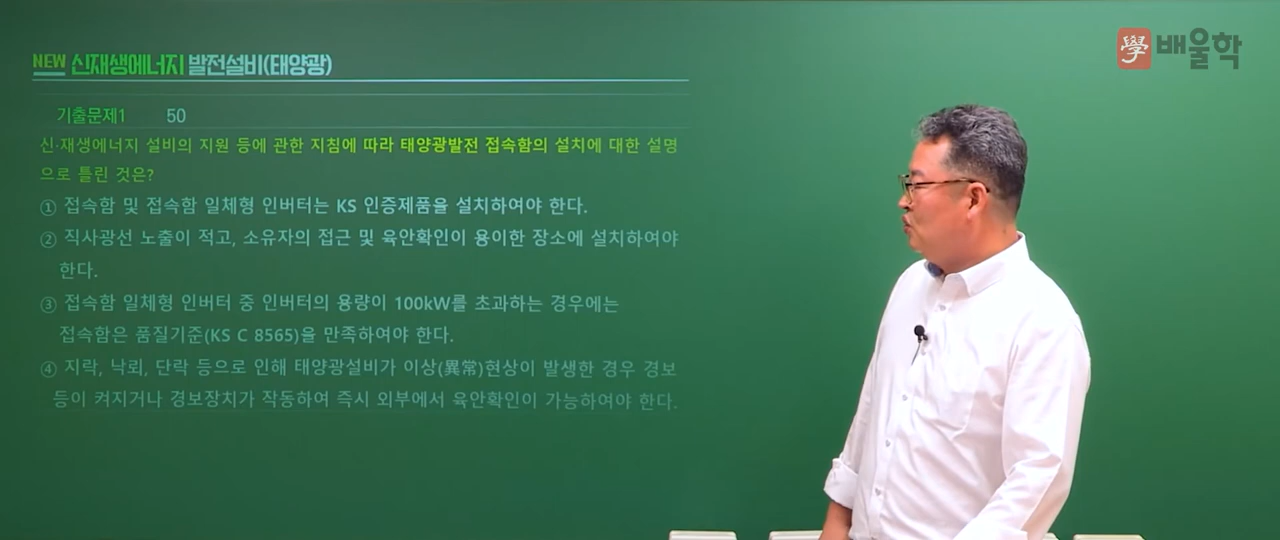 學 배울학
NEW 신재생에너지 발전설비(태양광)
기출문제1 50
신·재생에너지 설비의 지원 등에 관한 지침에 따라 태양광발전 접속함의 설치에 대한 설명
으로 틀린 것은?
① 접속함 및 접속함 일체형 인버터는 KS 인증제품을 설치하여야 한다.
② 직사광선 노출이 적고, 소유자의 접근 및 육안확인이 용이한 장소에 설치하여야
한다.
③ 접속함 일체형 인버터 중 인버터의 용량이 100kW를 초과하는 경우에는
접속함은 품질기준(KS C 8565)을 만족하여야 한다.
④ 지락, 낙뢰, 단락 등으로 인해 태양광설비가 이상(異常)현상이 발생한 경우 경보
등이 켜지거나 경보장치가 작동하여 즉시 외부에서 육안확인이 가능하여야 한다.